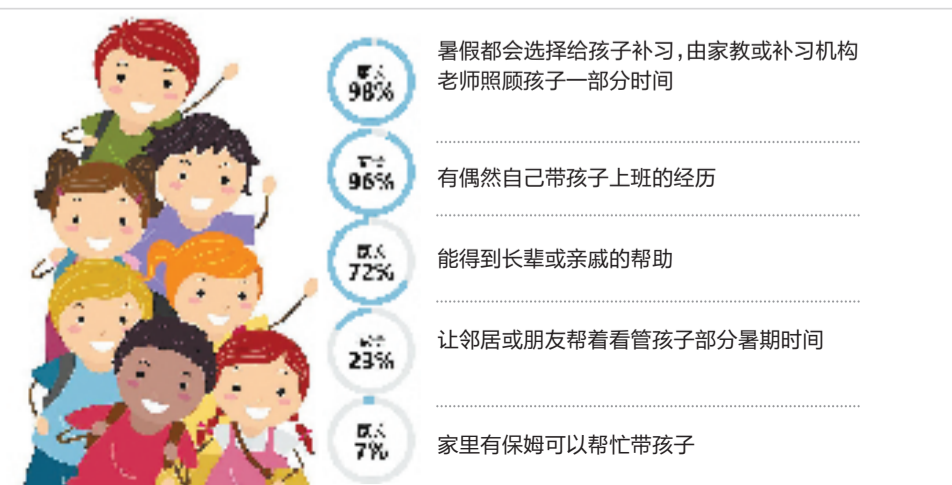 98%
暑假都会选择给孩子补习,由家教或补习机构
老师照顾孩子一部分时间
96%
有偶然自己带孩子上班的经历
72%
能得到长辈或亲戚的帮助
23%
让邻居或朋友帮着看管孩子部分暑期时间
7%
家里有保姆可以帮忙带孩子